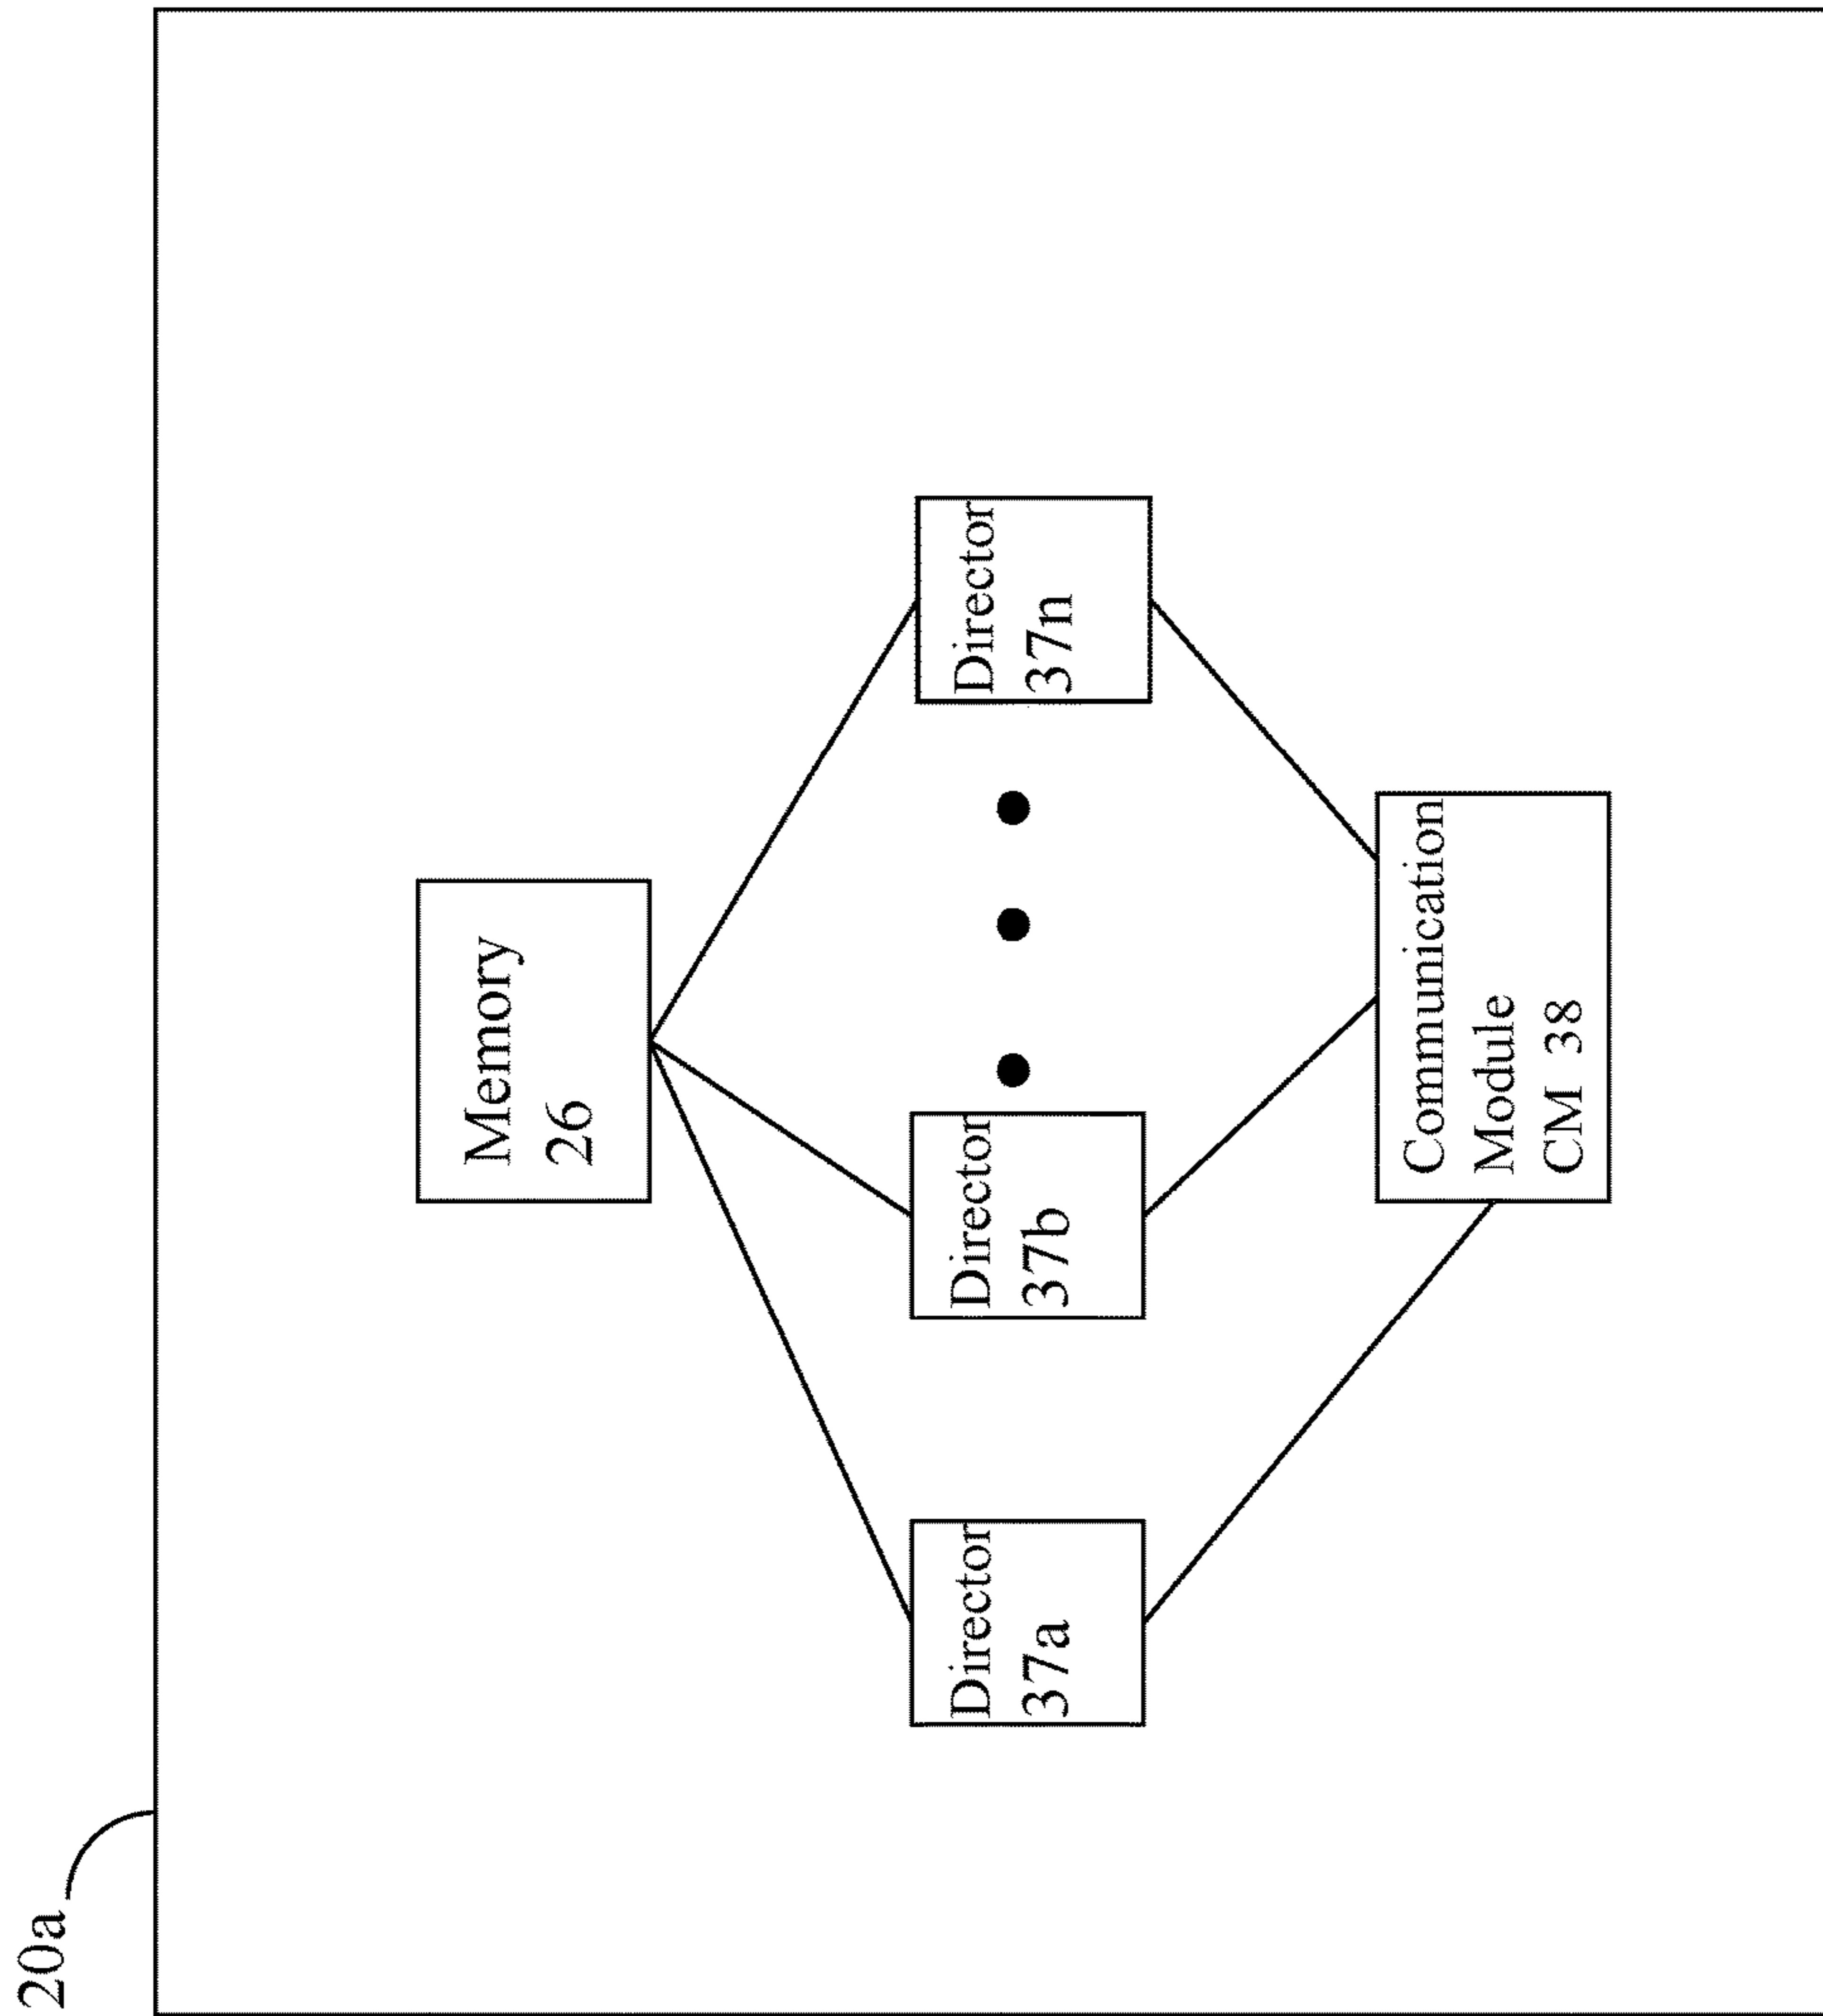 20a
Memory
26
Director
37a
Director
37b
Director
37n
Communication
Module
CM 38